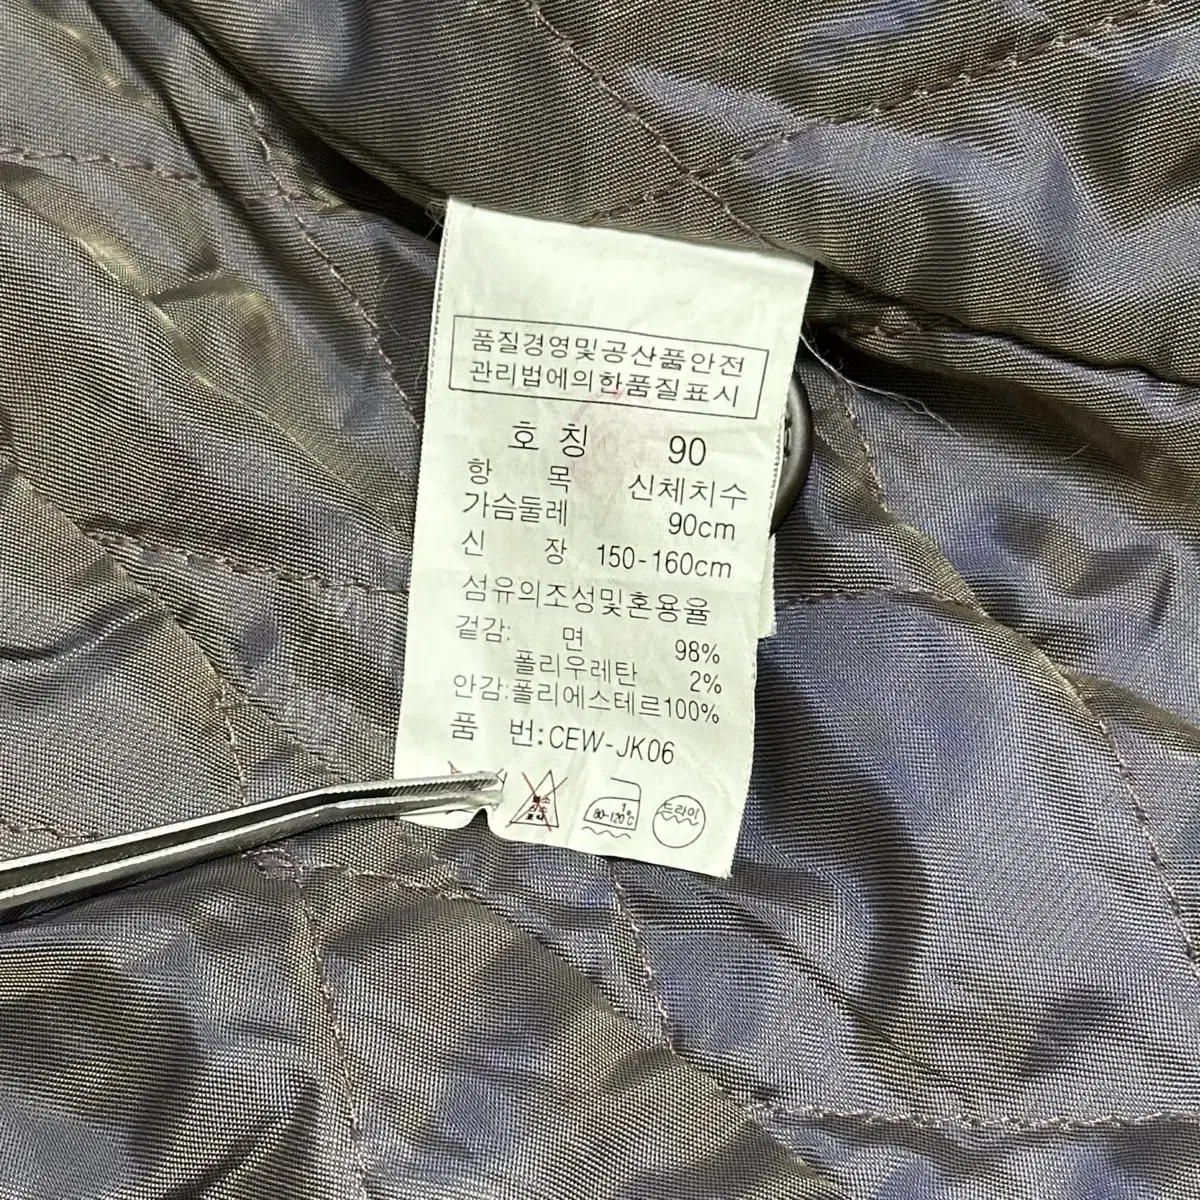 품질경영및공산품안전
관리법에의한품질표시
호 칭 90
항 목 신체치수
가슴둘레 90cm
신 장 150-160cm
섬유의조성및혼용율
겉감: 면 98%
폴리우레탄 2%
안감:폴리에스테르100%
품 번:CEW-JK06
80-120℃ 드라이